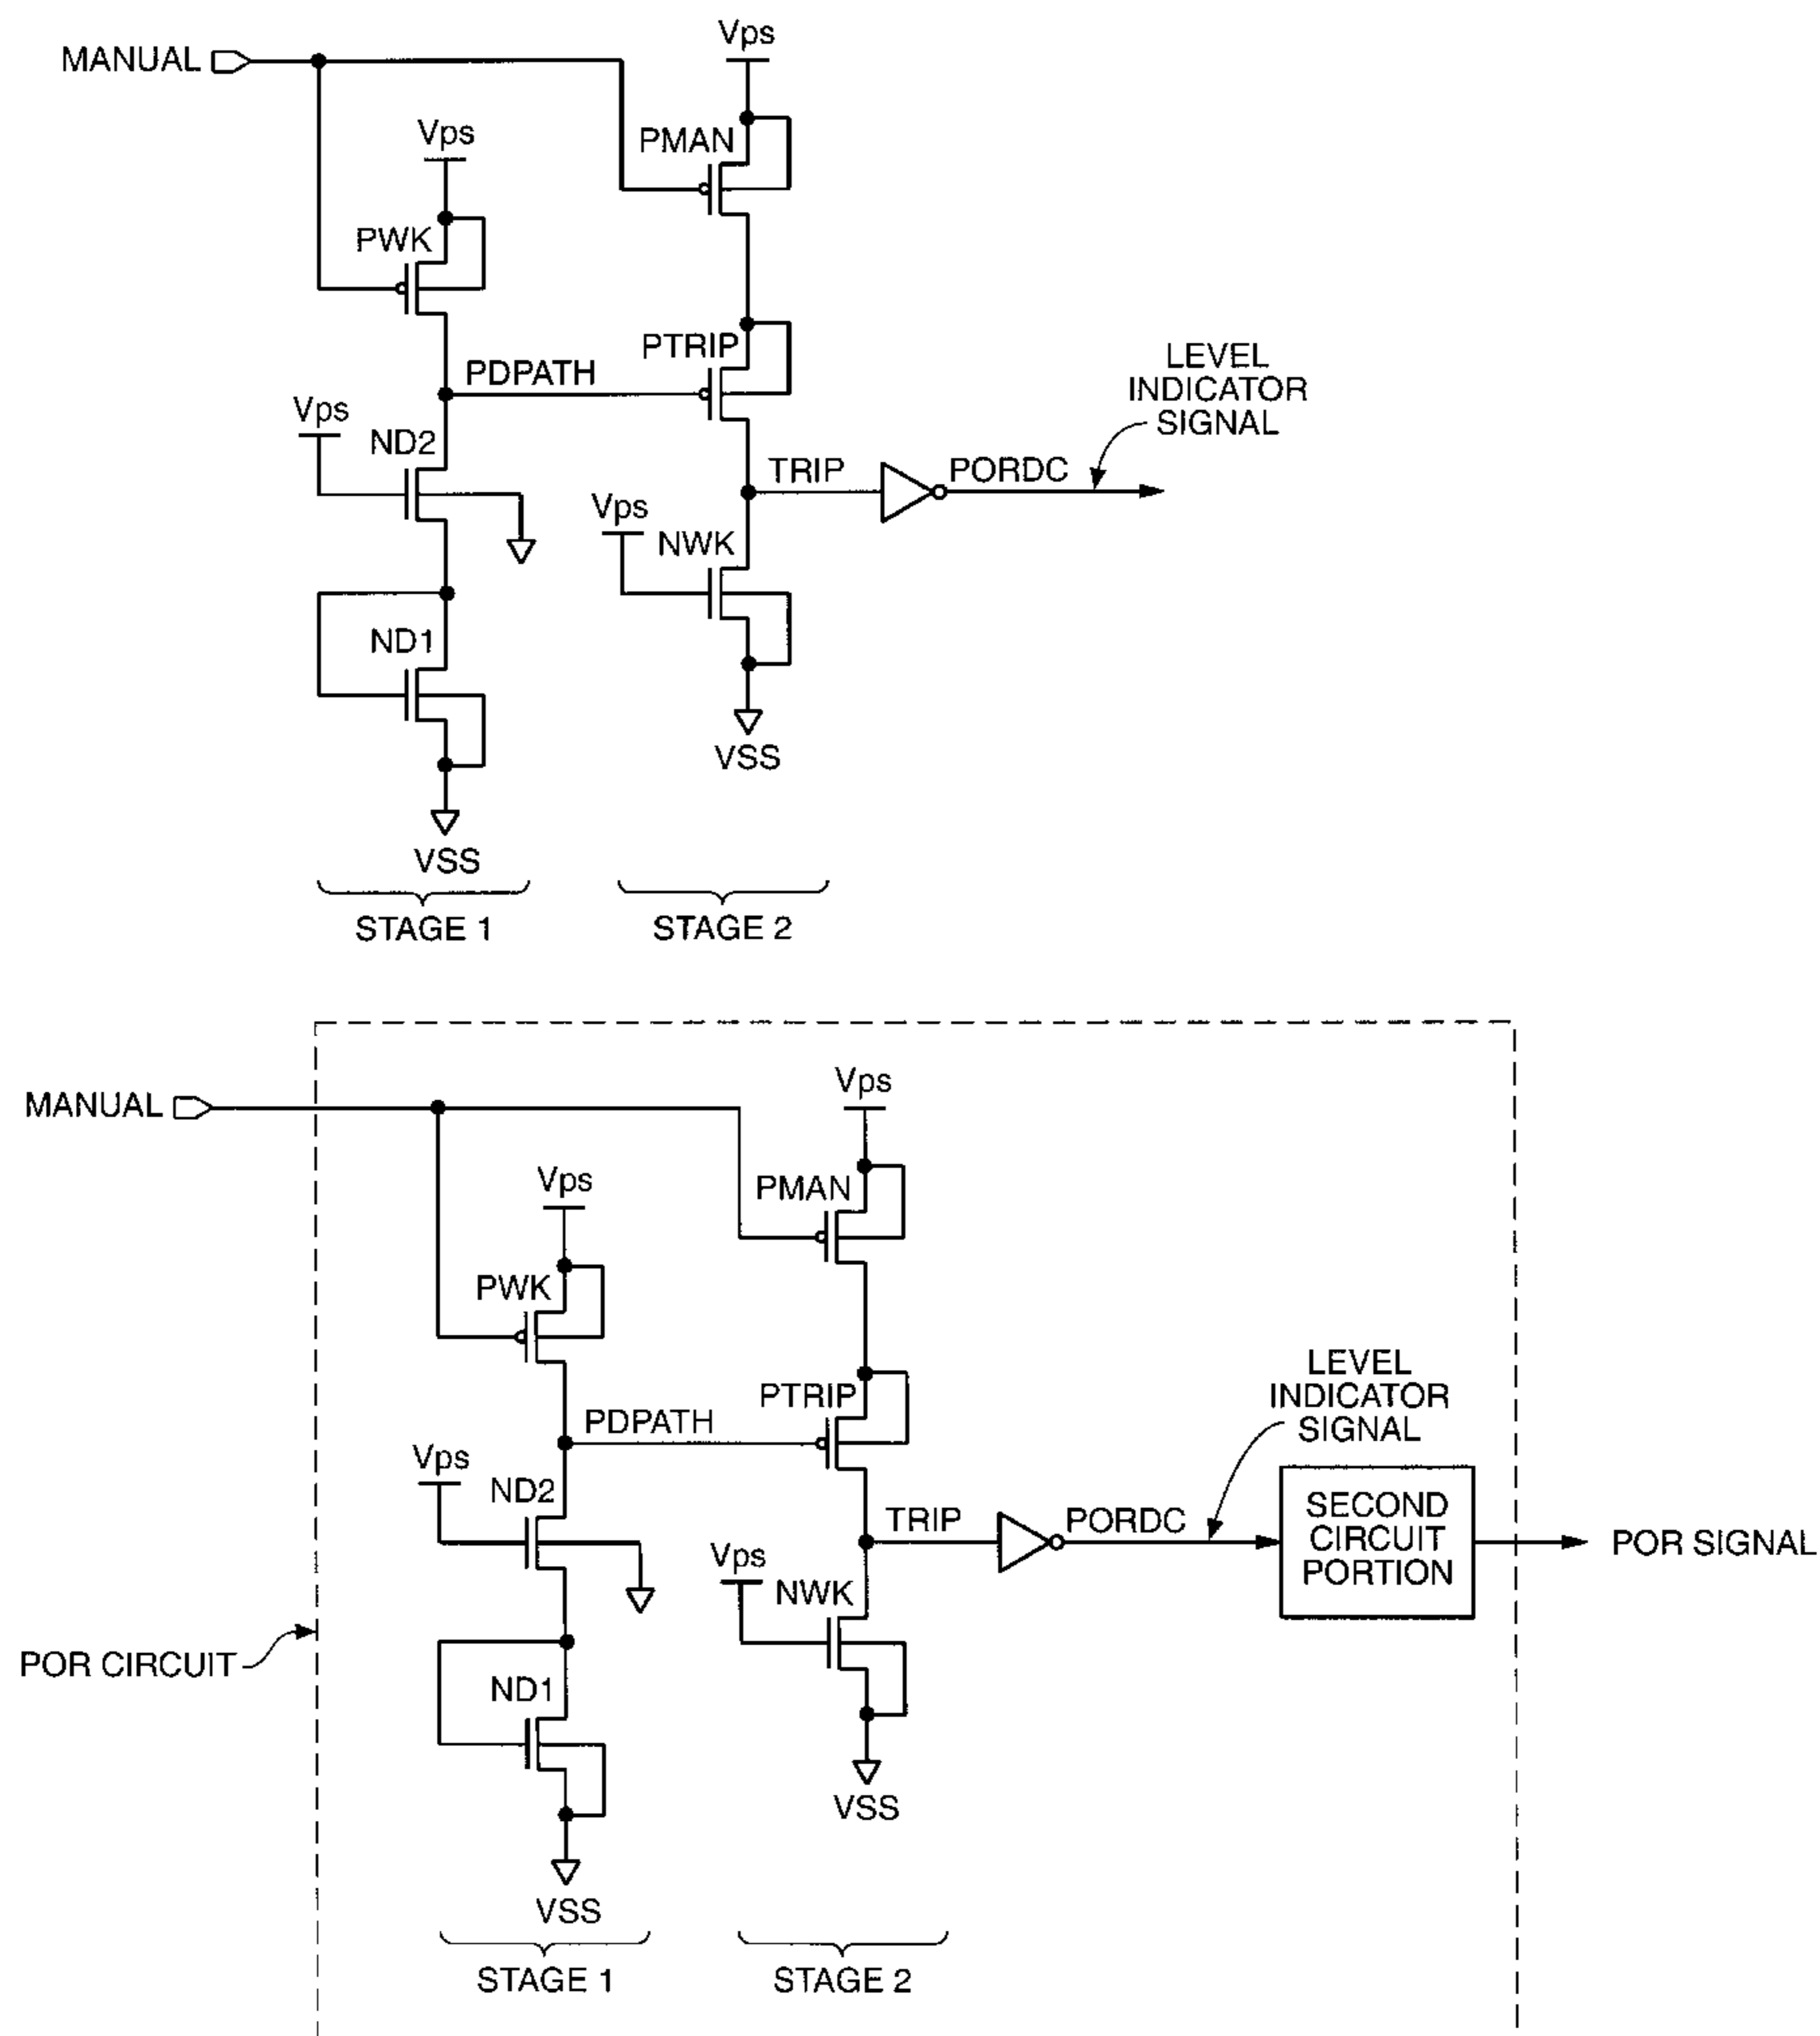 Vps
MANUAL
PMAN
Vps
PWK
PTRIP
PDPATH
LEVEL
INDICATOR
SIGNAL
Vps
ND2
TRIP
PORDC
Vps
NWK
ND1
VSS
VSS
STAGE 1
STAGE 2
Vps
MANUAL
PMAN
Vps
PWK
PTRIP
LEVEL
INDICATOR
SIGNAL
PDPATH
Vps
ND2
TRIP
PORDC
SECOND
CIRCUIT
PORTION
POR SIGNAL
Vps
NWK
POR CIRCUIT
ND1
VSS
VSS
STAGE 1
STAGE 2